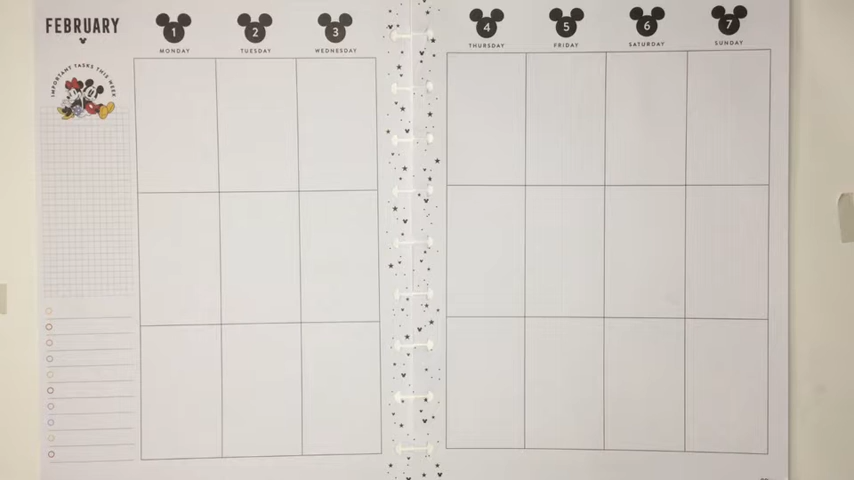 FEBRUARY
1 2 3 4 5 6 7
MONDAY TUESDAY WEDNESDAY THURSDAY FRIDAY SATURDAY SUNDAY
IMPORTANT TASKS THIS WEEK